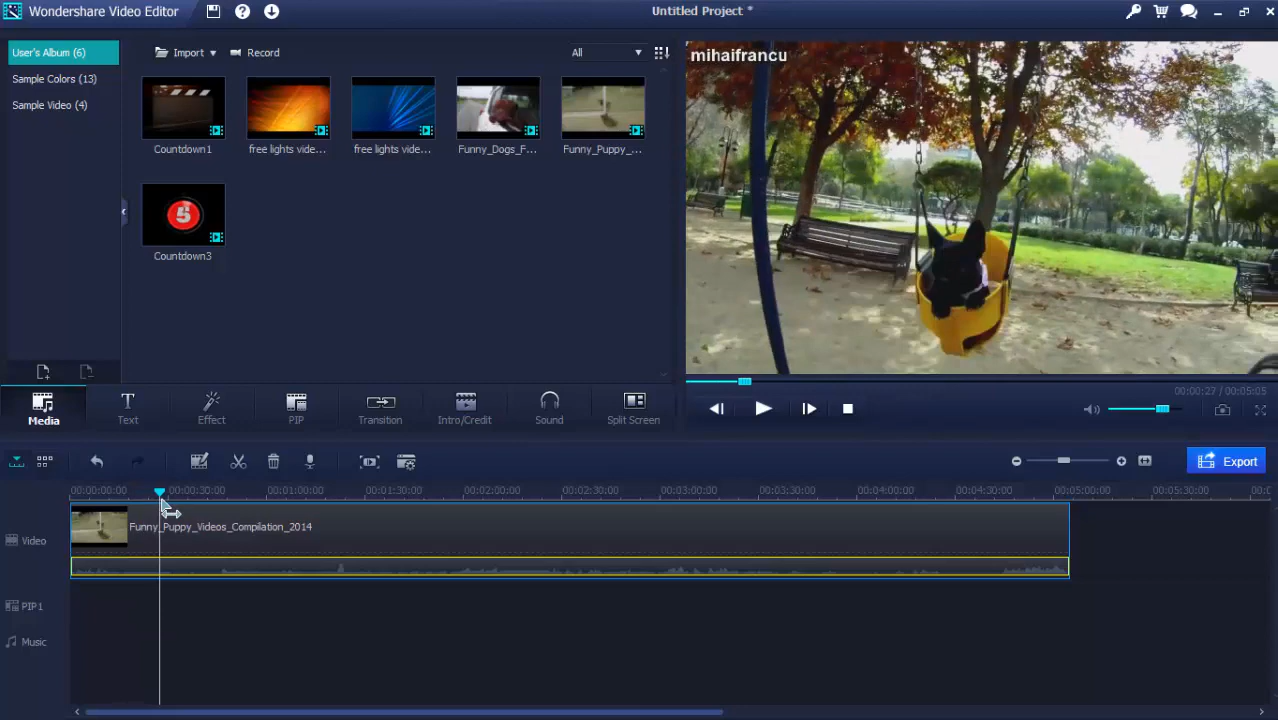 Wondershare Video Editor
Untitled Project *
User's Album (6)
Sample Colors (13)
Sample Video (4)
Import
Record
All
Countdown1
free lights vide...
free lights vide...
Funny_Dogs_F...
Funny_Puppy_...
5
Countdown3
mihaifrancu
00:00:27 / 00:05:05
Media
Text
Effect
PIP
Transition
Intro/Credit
Sound
Split Screen
Export
00:00:00:00
00:00:30:00
00:01:00:00
00:01:30:00
00:02:00:00
00:02:30:00
00:03:00:00
00:03:30:00
00:04:00:00
00:04:30:00
00:05:00:00
00:05:30:00
Video
Funny_Puppy_Videos_Compilation_2014
PIP1
Music